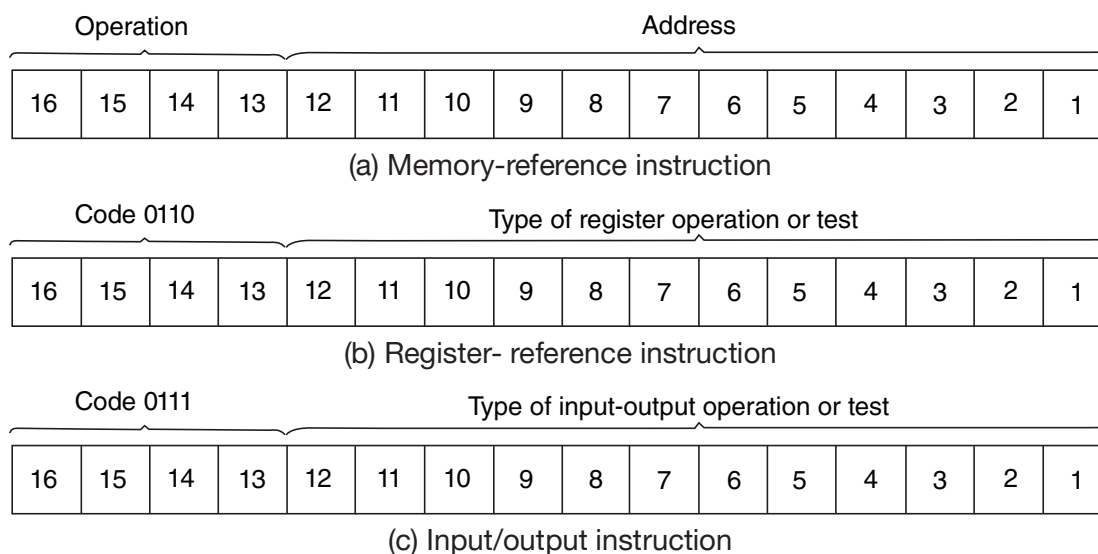 Operation Address
16 15 14 13 12 11 10 9 8 7 6 5 4 3 2 1
(a) Memory-reference instruction
Code 0110 Type of register operation or test
16 15 14 13 12 11 10 9 8 7 6 5 4 3 2 1
(b) Register- reference instruction
Code 0111 Type of input-output operation or test
16 15 14 13 12 11 10 9 8 7 6 5 4 3 2 1
(c) Input/output instruction